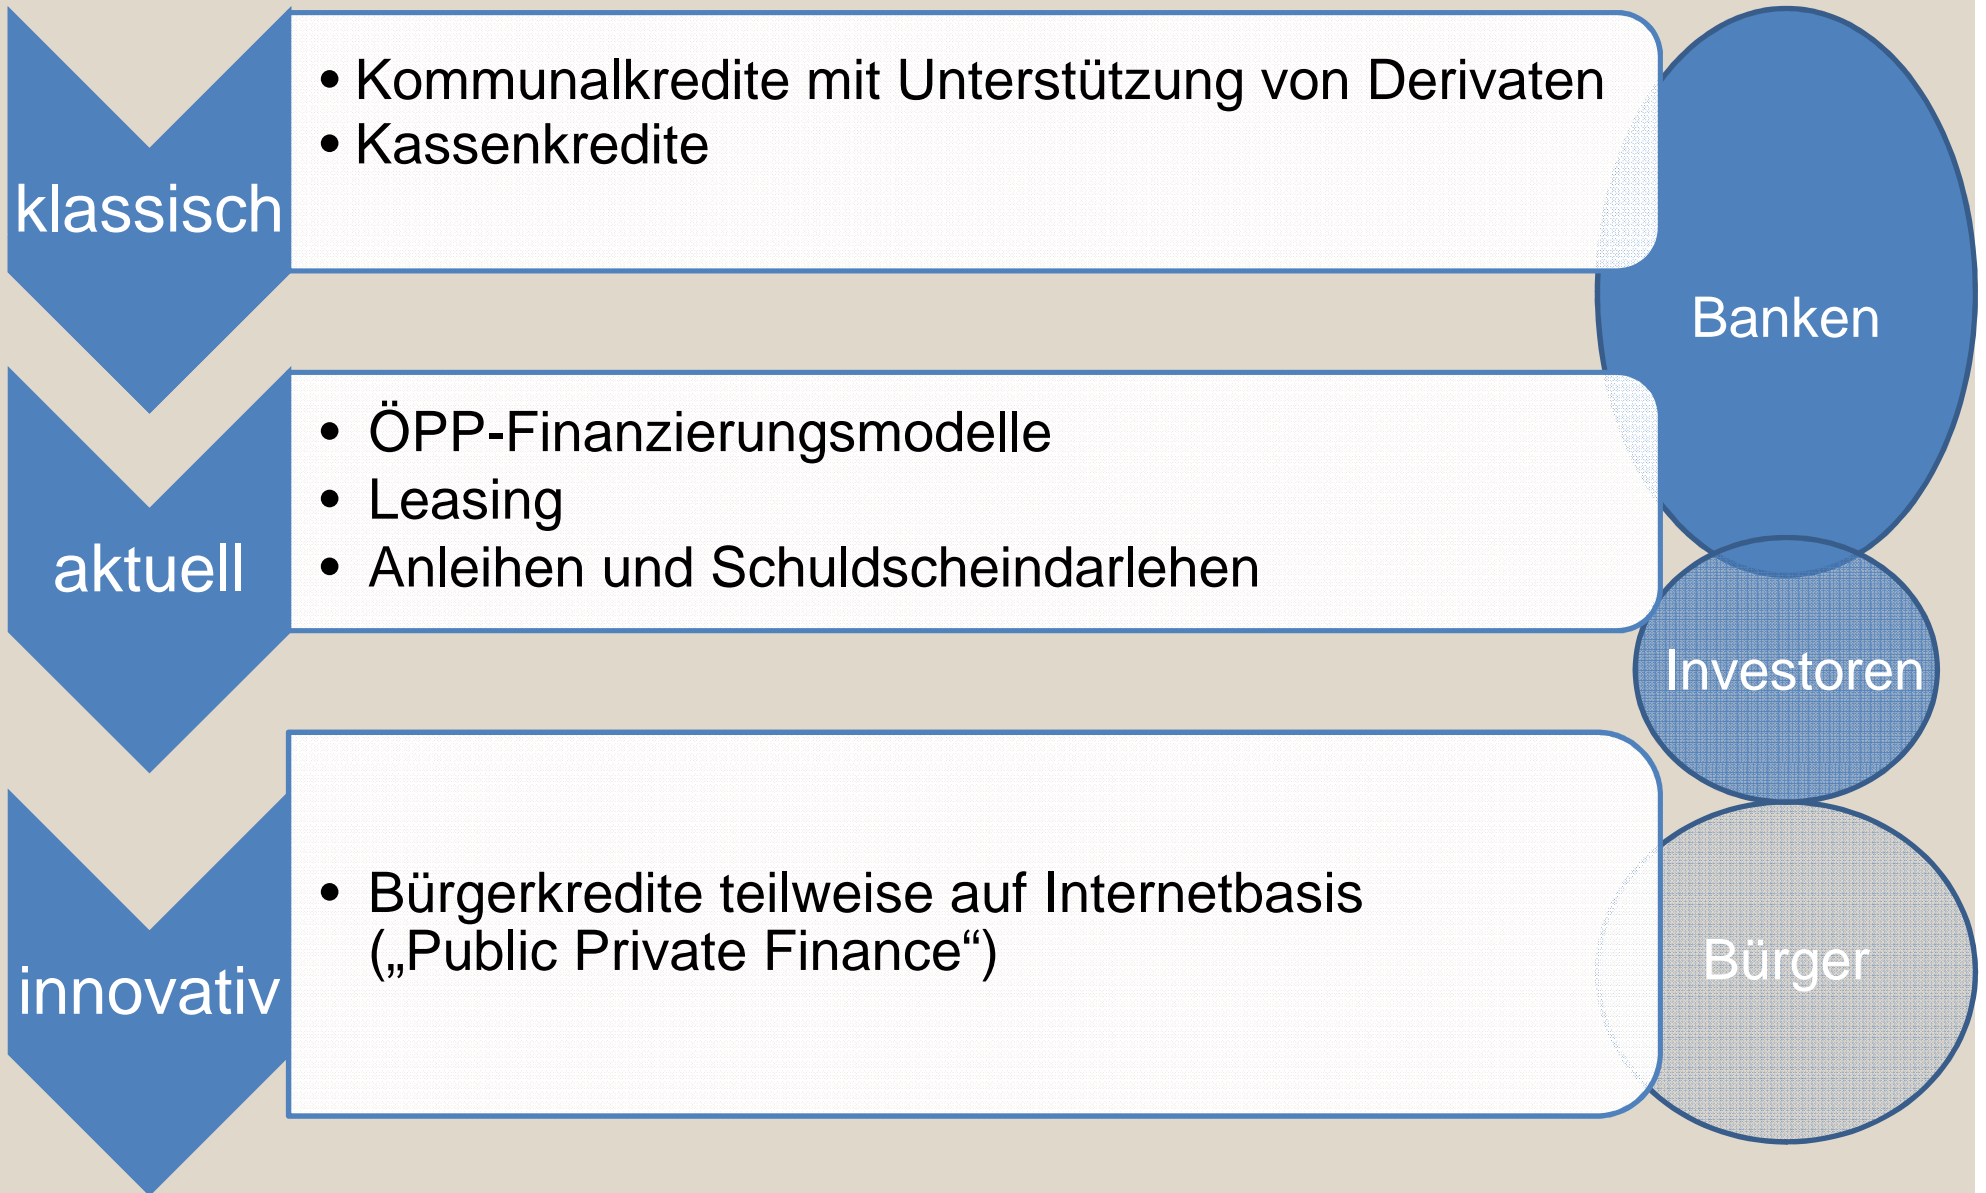 klassisch
• Kommunalkredite mit Unterstützung von Derivaten
• Kassenkredite
Banken
aktuell
• ÖPP-Finanzierungsmodelle
• Leasing
• Anleihen und Schuldscheindarlehen
Investoren
innovativ
• Bürgerkredite teilweise auf Internetbasis
(„Public Private Finance“)
Bürger